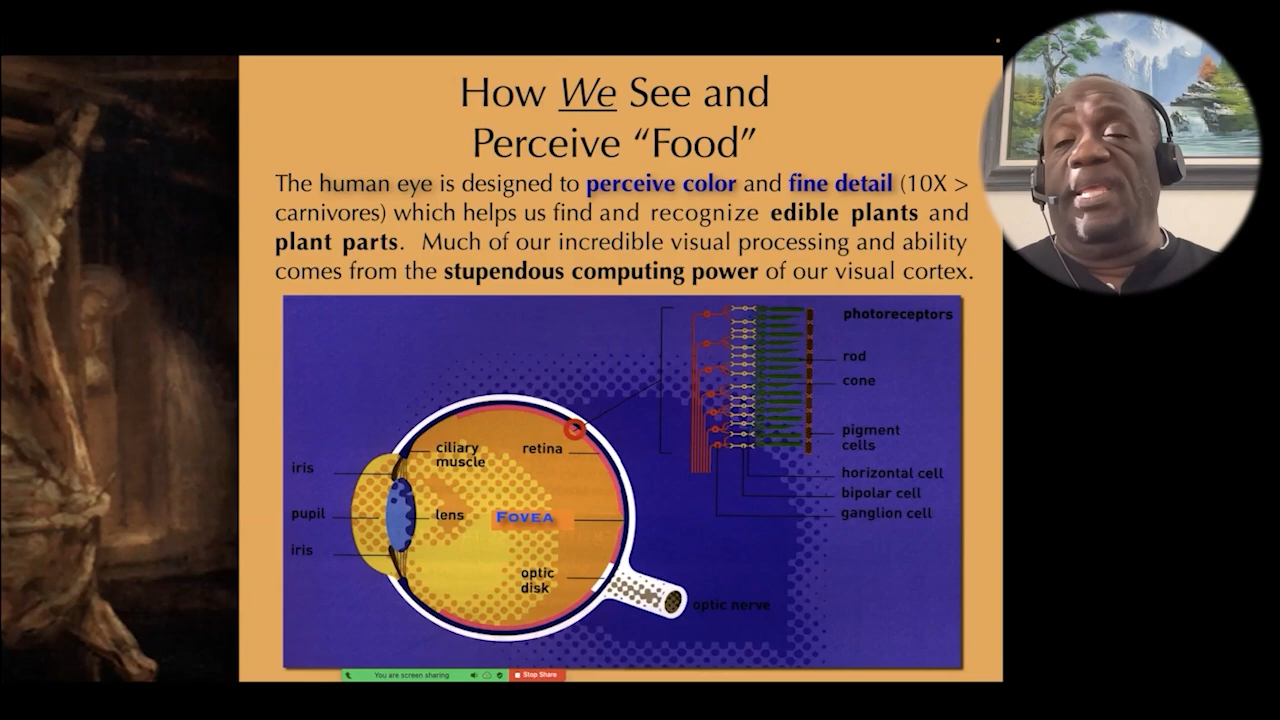 How We See and
Perceive “Food”
The human eye is designed to perceive color and fine detail (10X >
carnivores) which helps us find and recognize edible plants and
plant parts.  Much of our incredible visual processing and ability
comes from the stupendous computing power of our visual cortex.
photoreceptors
rod
cone
pigment
cells
horizontal cell
bipolar cell
ganglion cell
ciliary
muscle
retina
iris
pupil
lens
FOVEA
iris
optic
disk
optic nerve
You are screen sharing
Stop Share